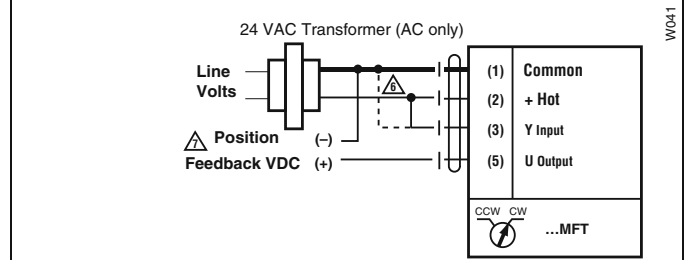 24 VAC Transformer (AC only)
W041
Line
Volts
(1) Common
(2) + Hot
(3) Y Input
(5) U Output
6
7 Position (–)
Feedback VDC (+)
CCW CW
...MFT